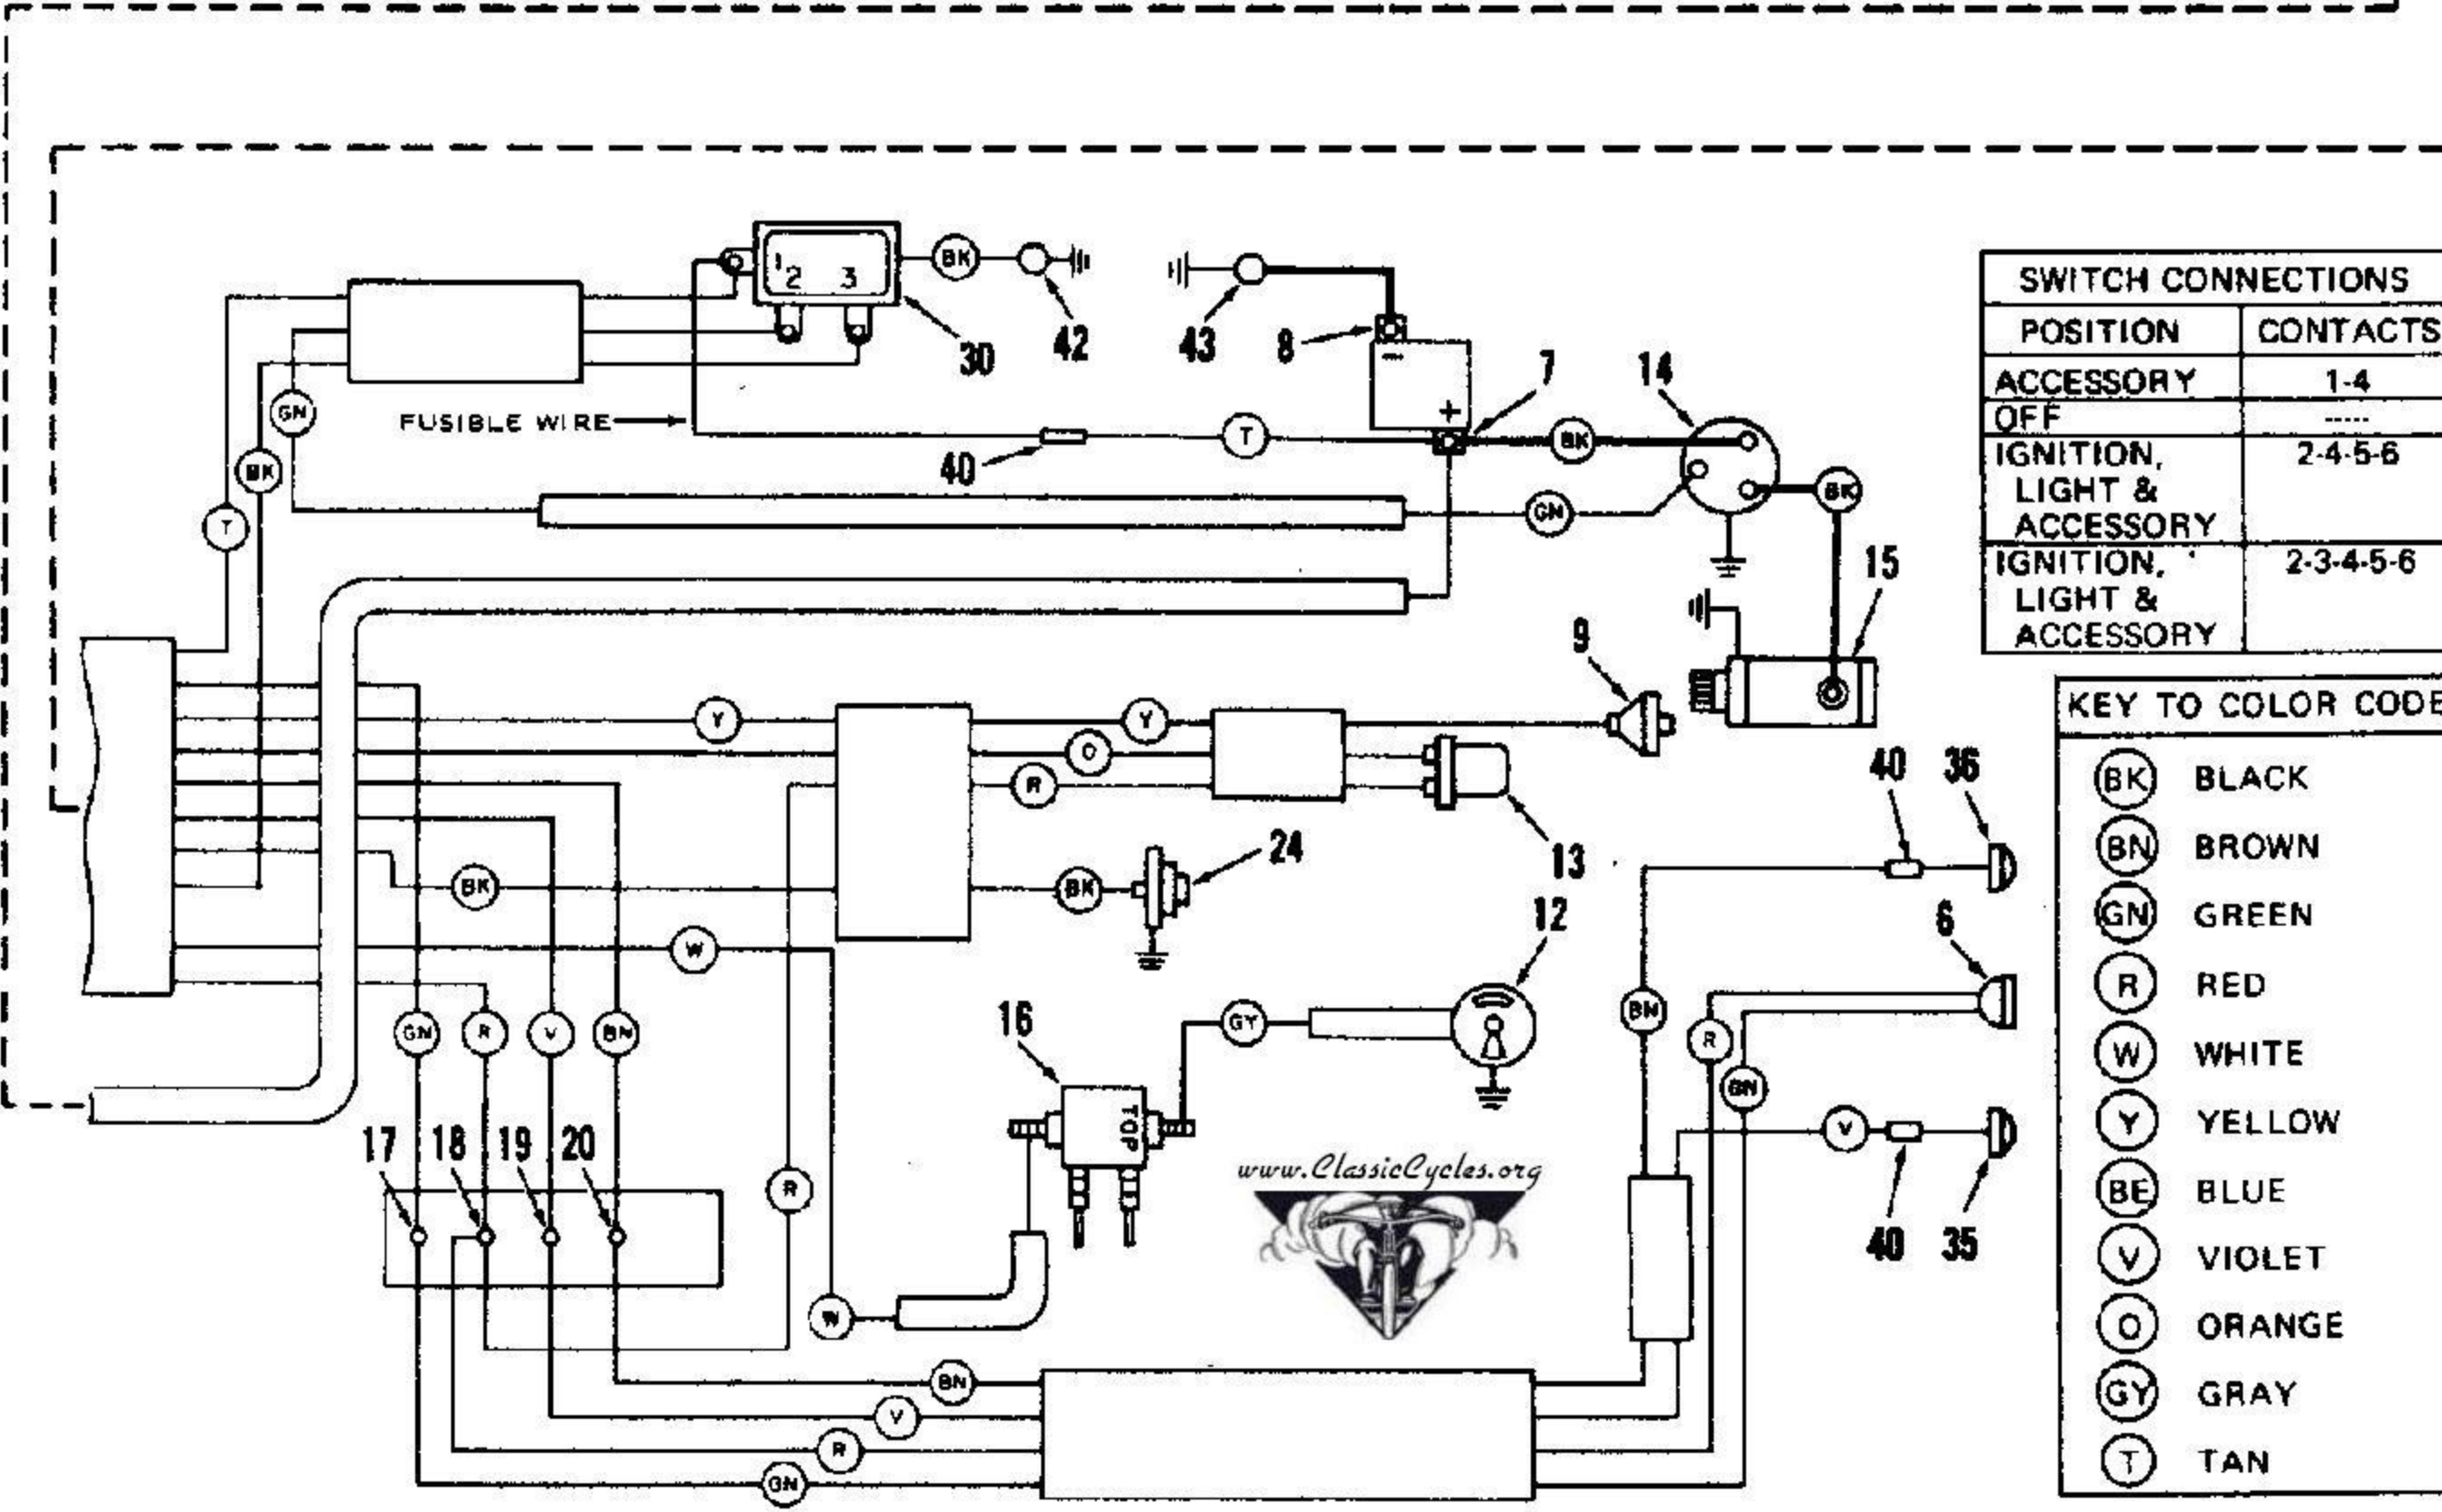 1
2
3
BK
42
30
43
8
7
14
SWITCH CONNECTIONS
POSITION
CONTACTS
ACCESSORY
1-4
OFF
-----
IGNITION,
LIGHT &
ACCESSORY
2-4-5-6
IGNITION,
LIGHT &
ACCESSORY
2-3-4-5-6
GN
FUSIBLE WIRE
BK
T
40
T
-
+
BK
GN
BK
15
9
Y
Y
O
R
13
BK
BK
24
W
12
40
36
6
GN
R
V
BN
16
GY
TOP
BN
R
GN
V
40
35
17
18
19
20
R
W
www.ClassicCycles.org
BN
V
R
GN
KEY TO COLOR CODE
BK
BLACK
BN
BROWN
GN
GREEN
R
RED
W
WHITE
Y
YELLOW
BE
BLUE
V
VIOLET
O
ORANGE
GY
GRAY
T
TAN